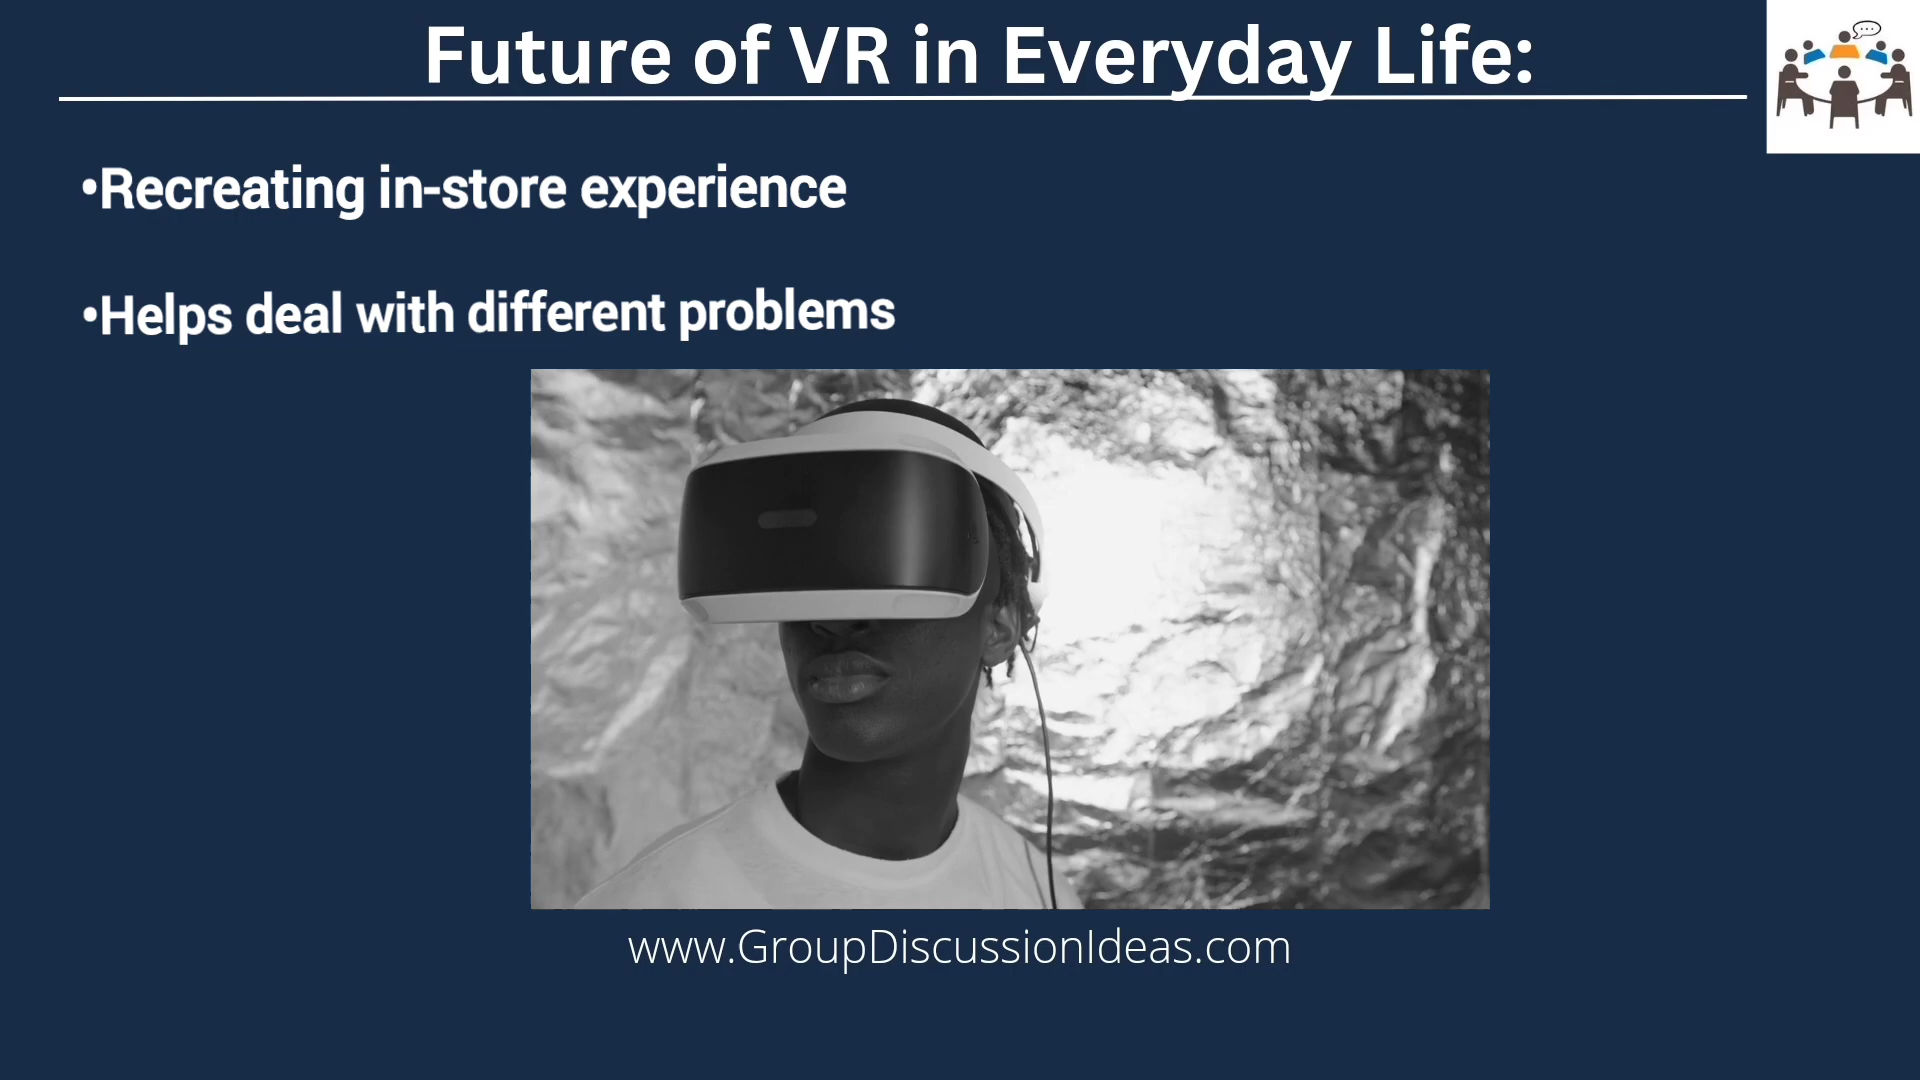 Future of VR in Everyday Life:
•Recreating in-store experience
•Helps deal with different problems
www.GroupDiscussionIdeas.com